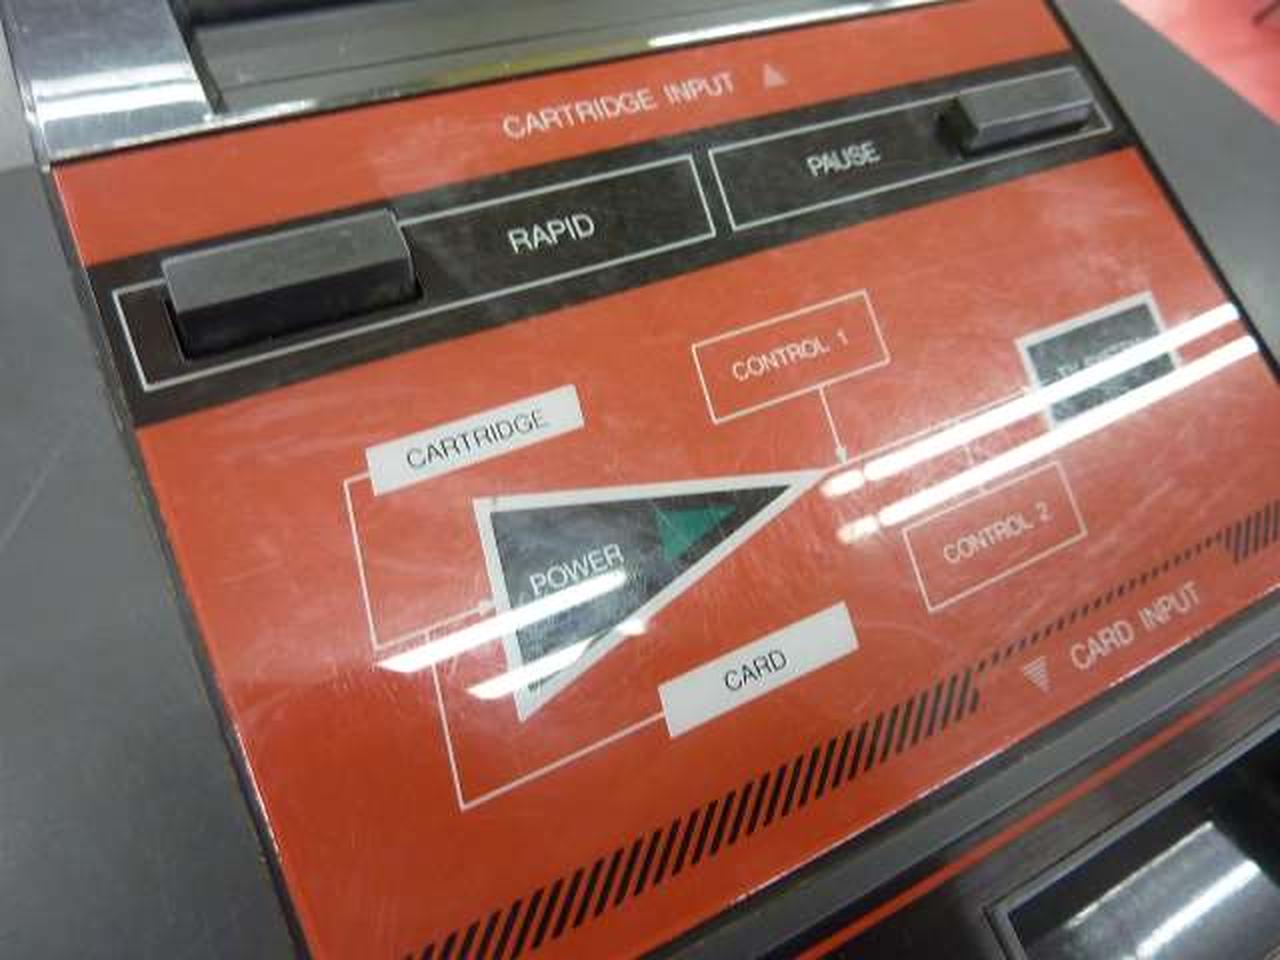 CARTRIDGE INPUT
RAPID
PAUSE
CONTROL 1
CARTRIDGE
POWER
CONTROL 2
CARD
CARD INPUT